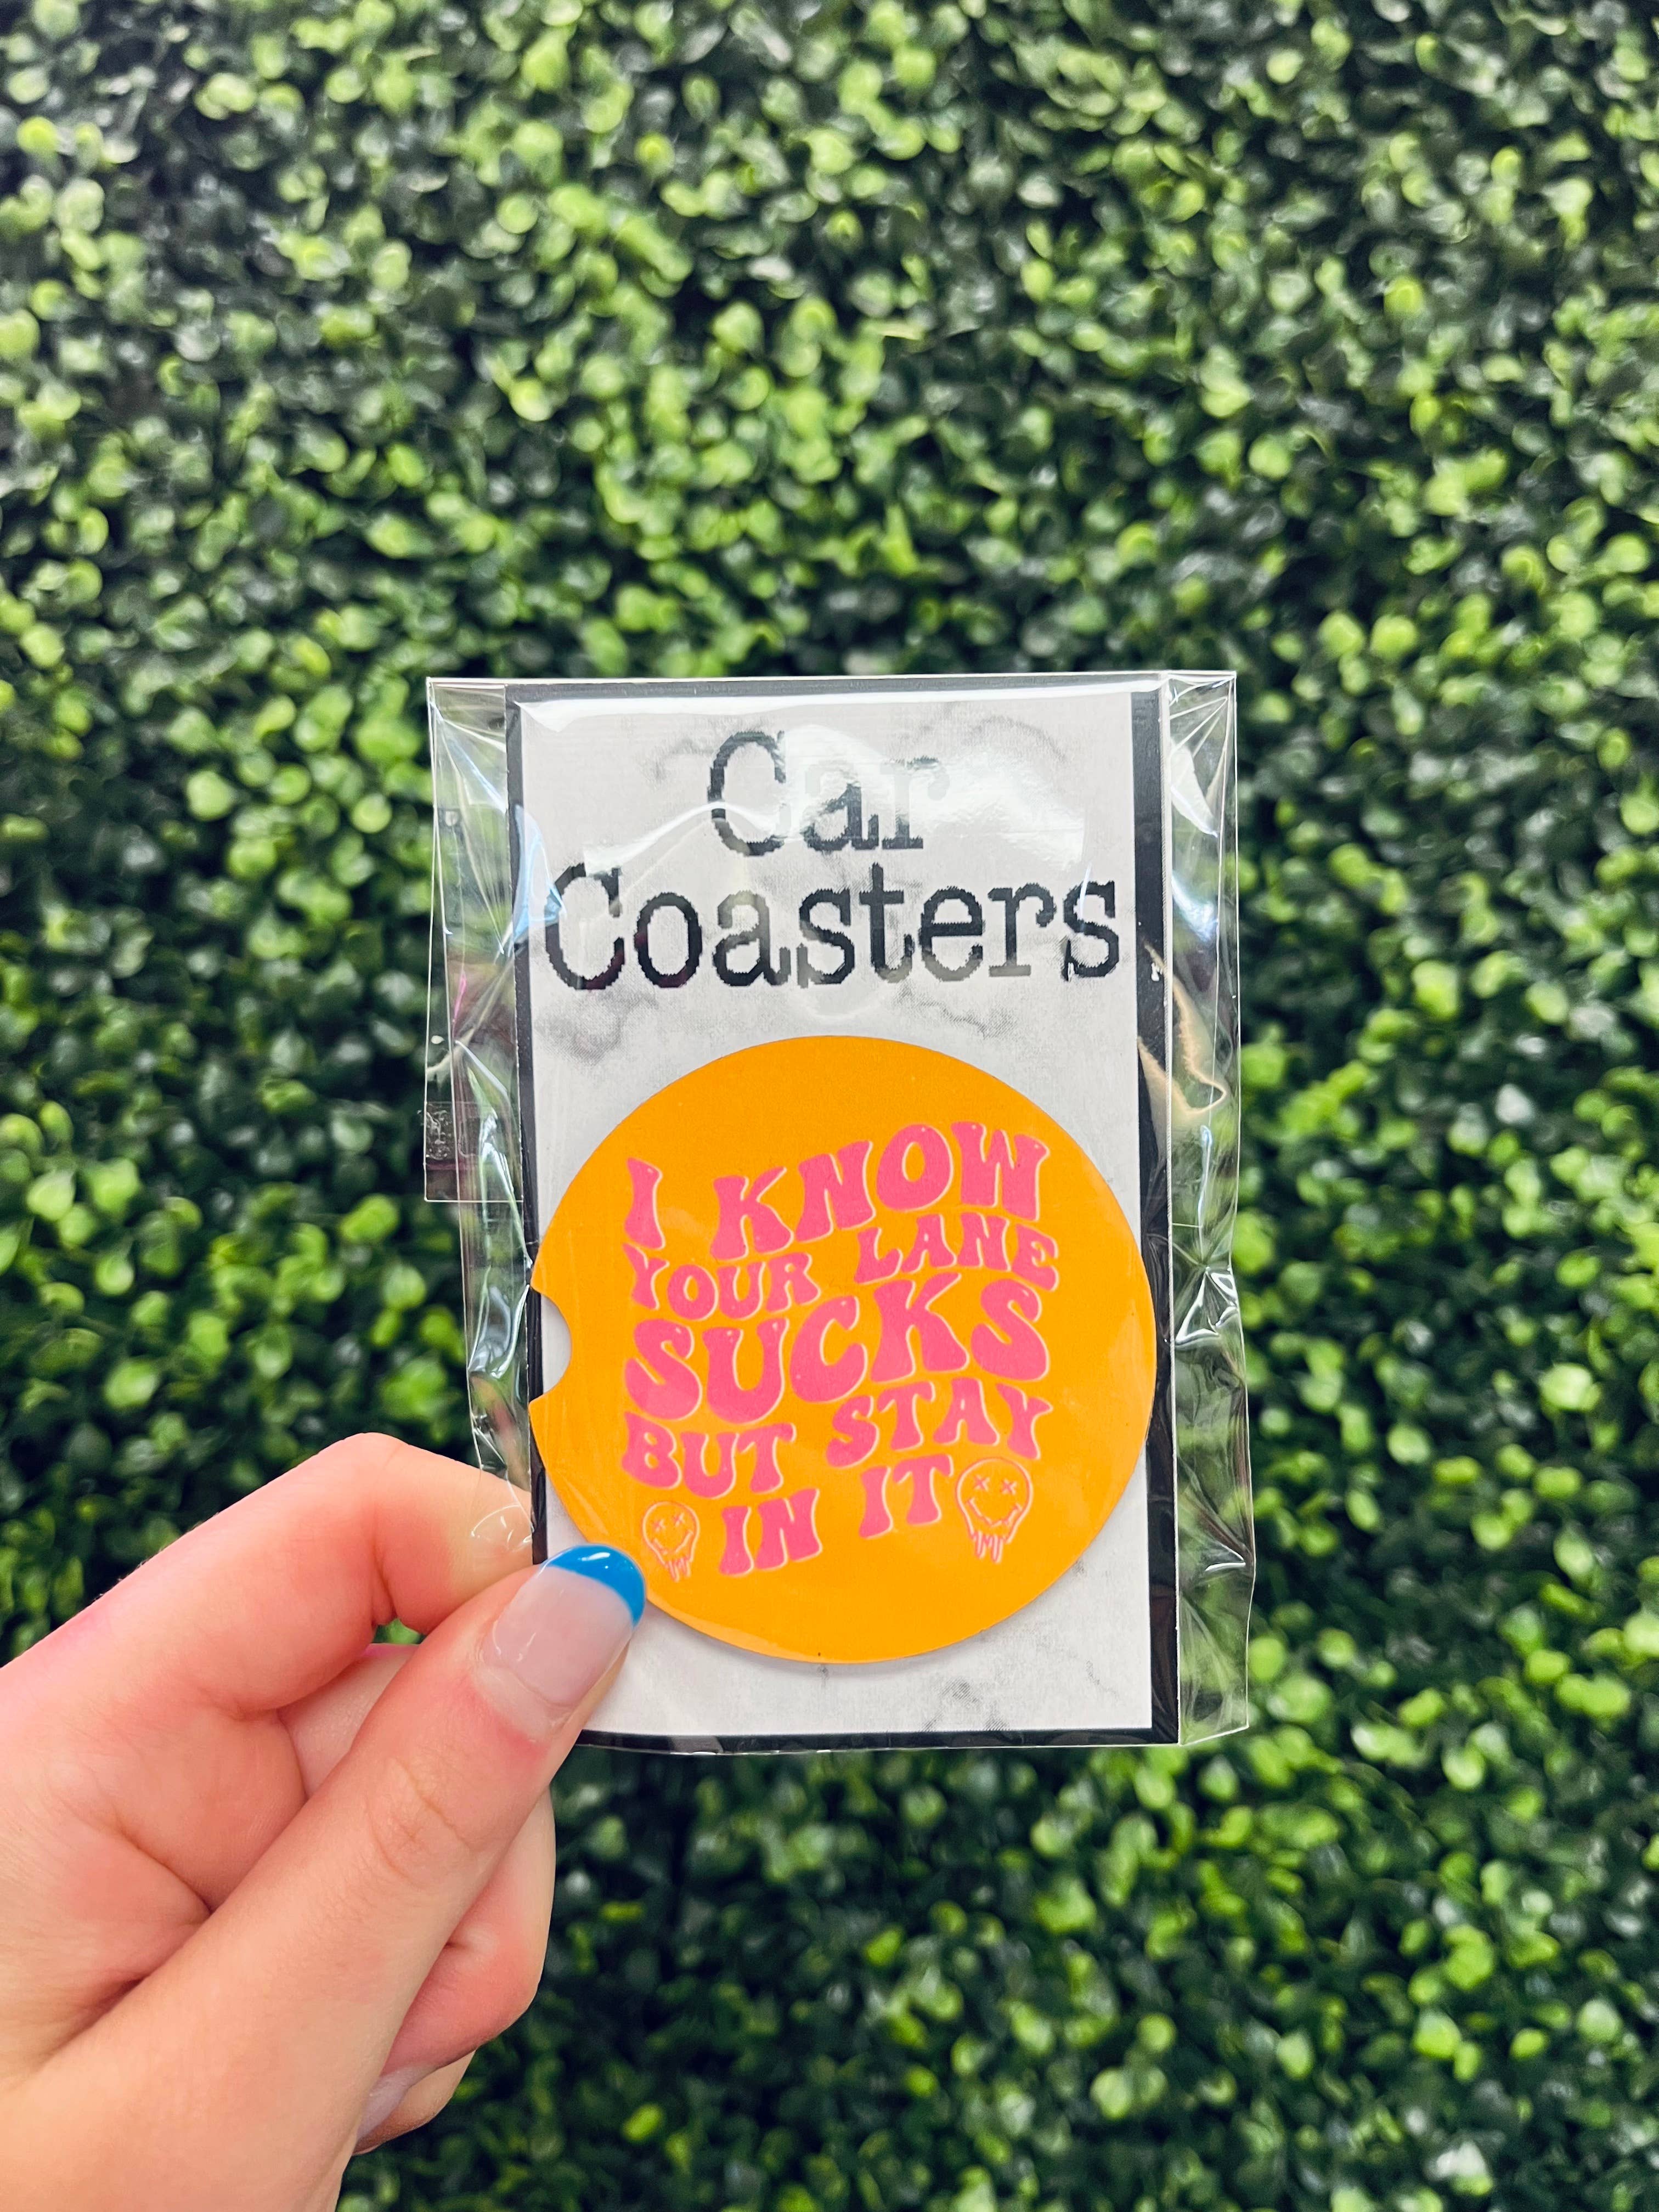 Car
Coasters
I KNOW
YOUR LANE
SUCKS
BUT STAY
IN IT